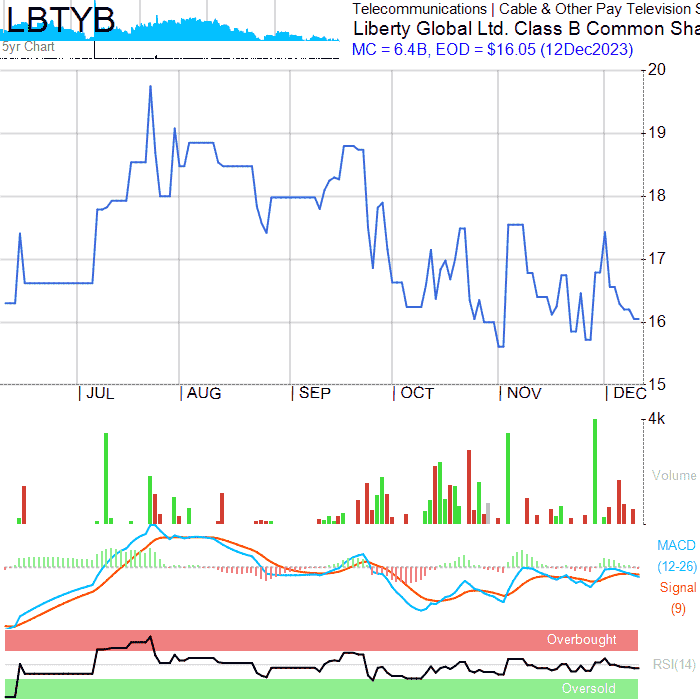 LBTYB
5yr Chart
Telecommunications | Cable & Other Pay Television S
Liberty Global Ltd. Class B Common Sha
MC = 6.4B, EOD = $16.05 (12Dec2023)
20
19
18
17
16
15
| JUL | AUG | SEP | OCT | NOV | DEC
4k
Volume
MACD
(12-26)
Signal
(9)
Overbought
RSI(14)
Oversold